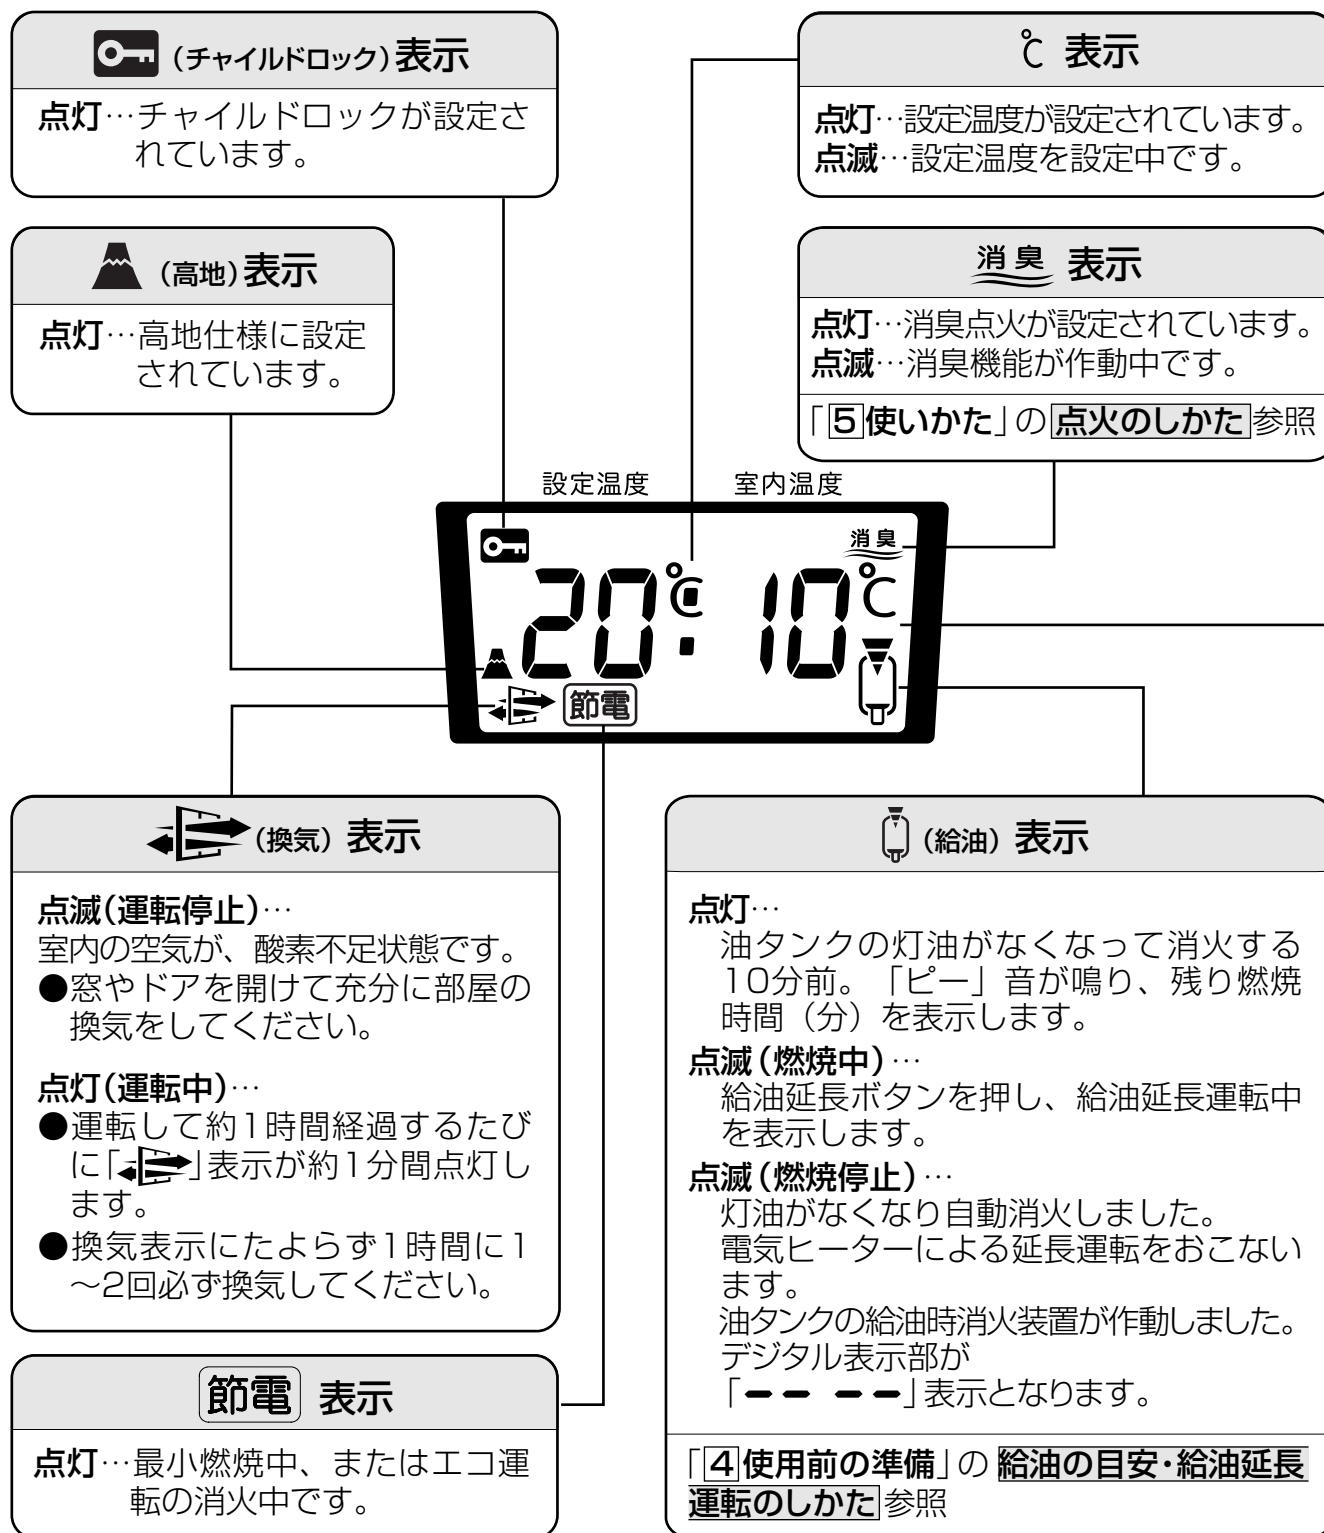 (チャイルドロック)表示
点灯…チャイルドロックが設定さ
れています。
℃ 表示
点灯…設定温度が設定されています。
点滅…設定温度を設定中です。
(高地)表示
点灯…高地仕様に設定
されています。
消臭 表示
点灯…消臭点火が設定されています。
点滅…消臭機能が作動中です。
「5使いかた」の 点火のしかた 参照
設定温度 室内温度
消臭
20℃: 10℃
節電
(換気) 表示
点滅(運転停止)…
室内の空気が、酸素不足状態です。
●窓やドアを開けて充分に部屋の
換気をしてください。
点灯(運転中)…
●運転して約1時間経過するたび
に「」表示が約1分間点灯し
ます。
●換気表示にたよらず1時間に1
~2回必ず換気してください。
節電 表示
点灯…最小燃焼中、またはエコ運
転の消火中です。
(給油) 表示
点灯…
油タンクの灯油がなくなって消火する
10分前。「ピー」音が鳴り、残り燃焼
時間(分)を表示します。
点滅(燃焼中)…
給油延長ボタンを押し、給油延長運転中
を表示します。
点滅(燃焼停止)…
灯油がなくなり自動消火しました。
電気ヒーターによる延長運転をおこない
ます。
油タンクの給油時消火装置が作動しました。
デジタル表示部が
「-- --」表示となります。
「4使用前の準備」の 給油の目安・給油延長
運転のしかた 参照